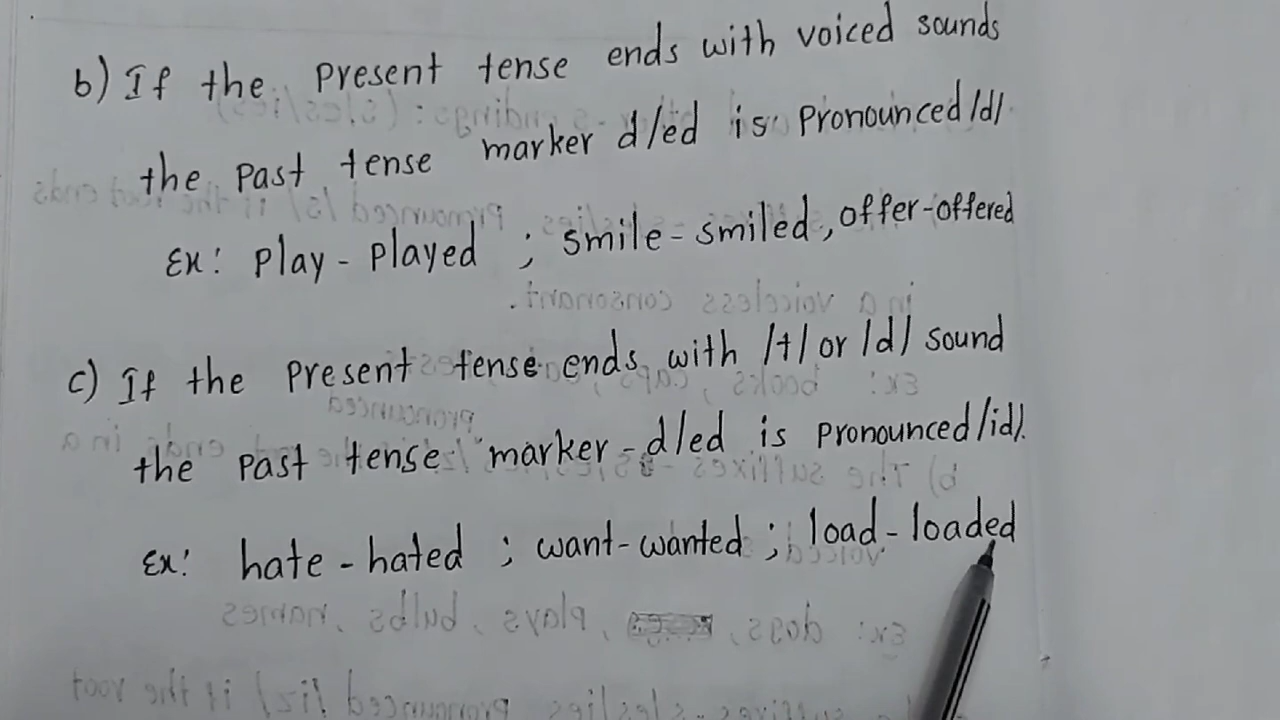 b) If the present tense ends with voiced sounds
the past tense marker d/ed is pronounced /d/.
Ex: play - played ; smile - smiled, offer - offered
c) If the present tense ends with /t/ or /d/ sound
the past tense marker - d/ed is pronounced /id/.
Ex: hate - hated ; want - wanted ; load - loaded